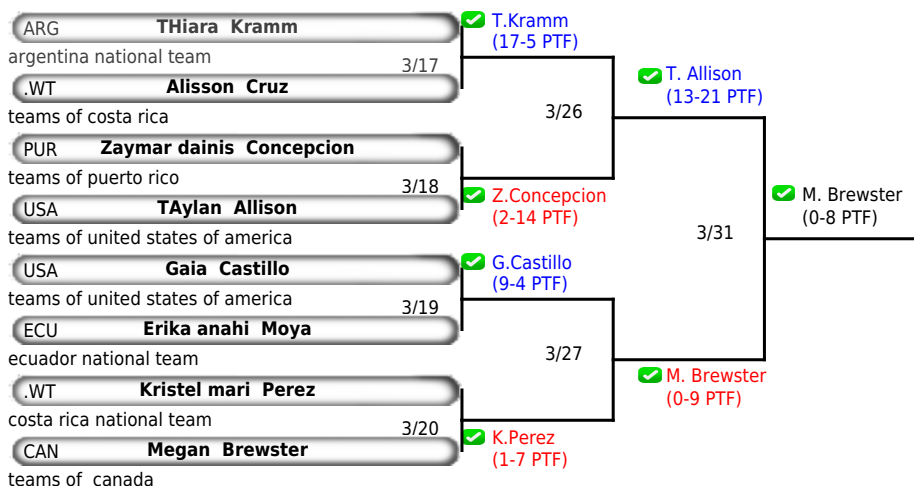 ARG THiara Kramm
argentina national team
.WT Alisson Cruz
teams of costa rica
PUR Zaymar dainis Concepcion
teams of puerto rico
USA TAylan Allison
teams of united states of america
USA Gaia Castillo
teams of united states of america
ECU Erika anahi Moya
ecuador national team
.WT Kristel mari Perez
costa rica national team
CAN Megan Brewster
teams of canada
3/17
3/18
3/19
3/20
T.Kramm
(17-5 PTF)
Z.Concepcion
(2-14 PTF)
G.Castillo
(9-4 PTF)
K.Perez
(1-7 PTF)
3/26
3/27
T. Allison
(13-21 PTF)
M. Brewster
(0-9 PTF)
3/31
M. Brewster
(0-8 PTF)